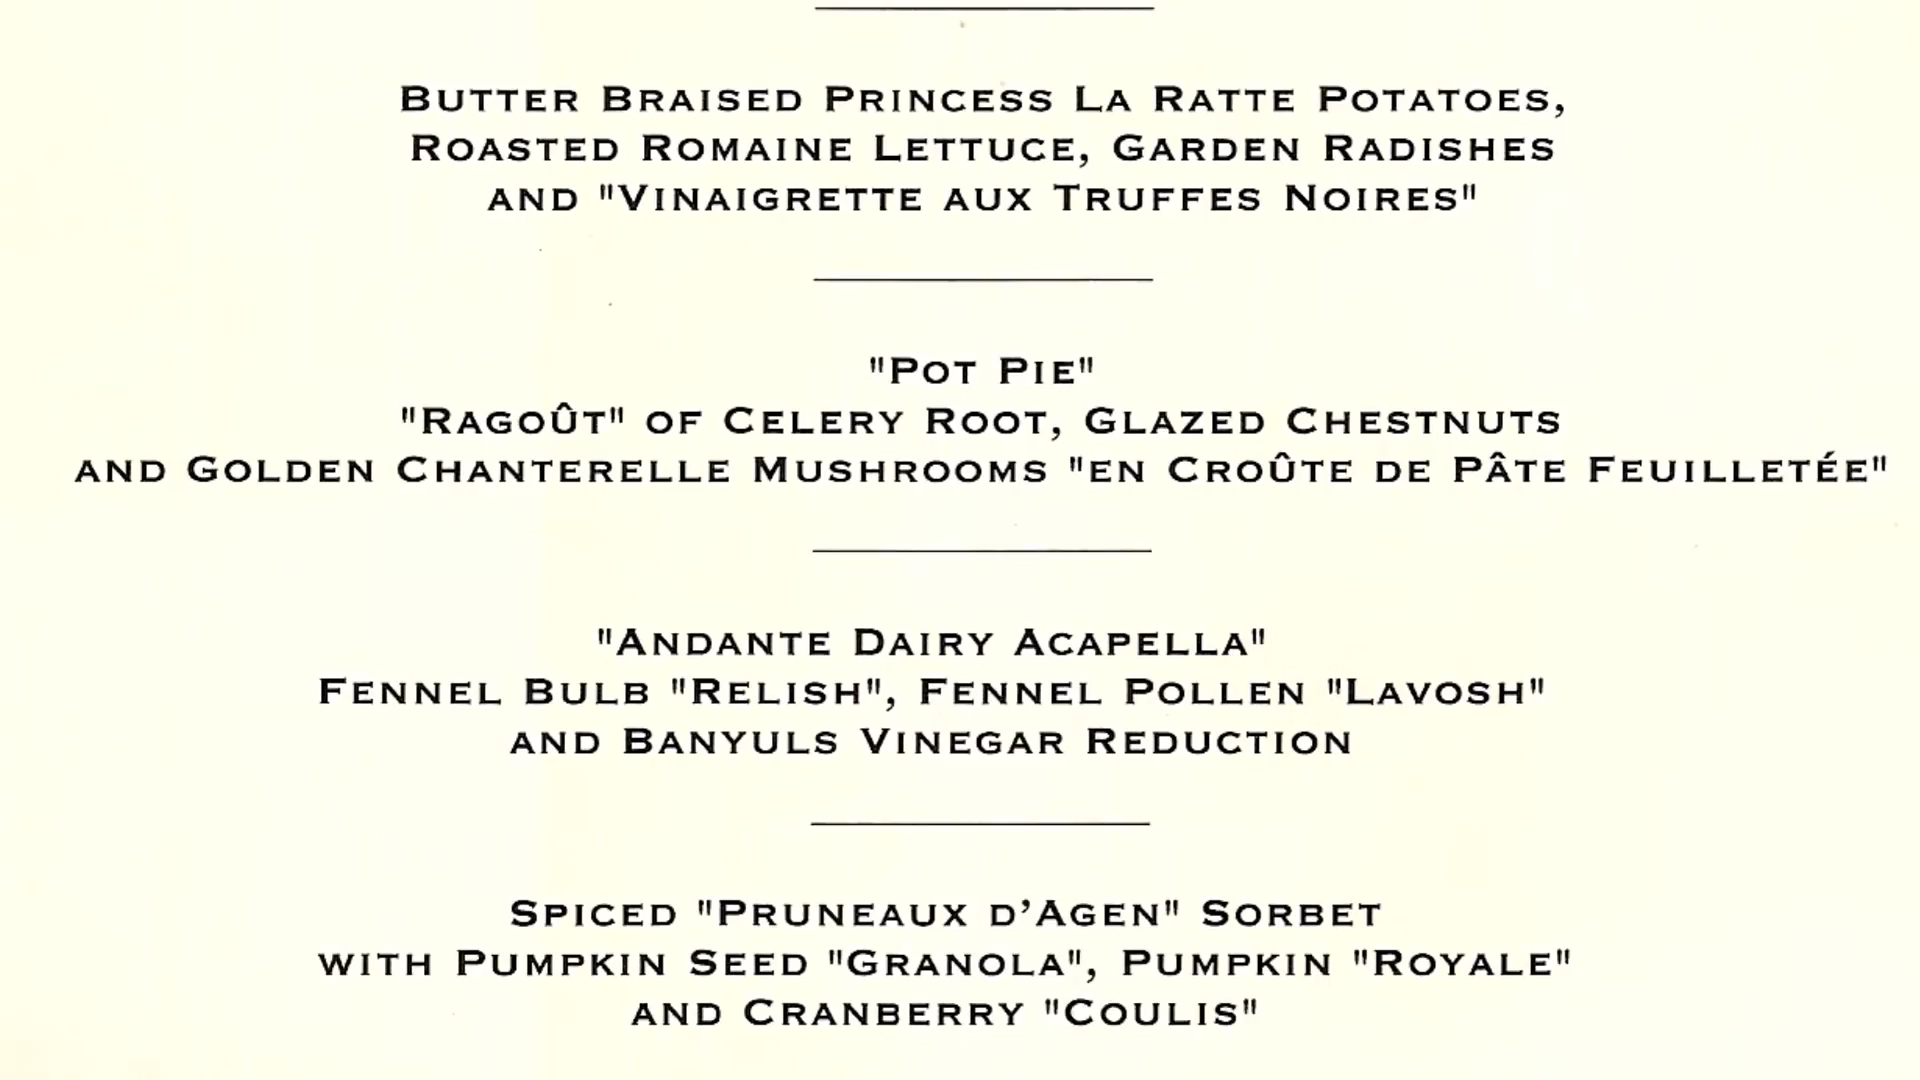 Butter Braised Princess La Ratte Potatoes,
Roasted Romaine Lettuce, Garden Radishes
and "Vinaigrette aux Truffes Noires"
"Pot Pie"
"Ragoût" of Celery Root, Glazed Chestnuts
and Golden Chanterelle Mushrooms "en Croûte de Pâte Feuilletée"
"Andante Dairy Acapella"
Fennel Bulb "Relish", Fennel Pollen "Lavosh"
and Banyuls Vinegar Reduction
Spiced "Pruneaux d’Agen" Sorbet
with Pumpkin Seed "Granola", Pumpkin "Royale"
and Cranberry "Coulis"